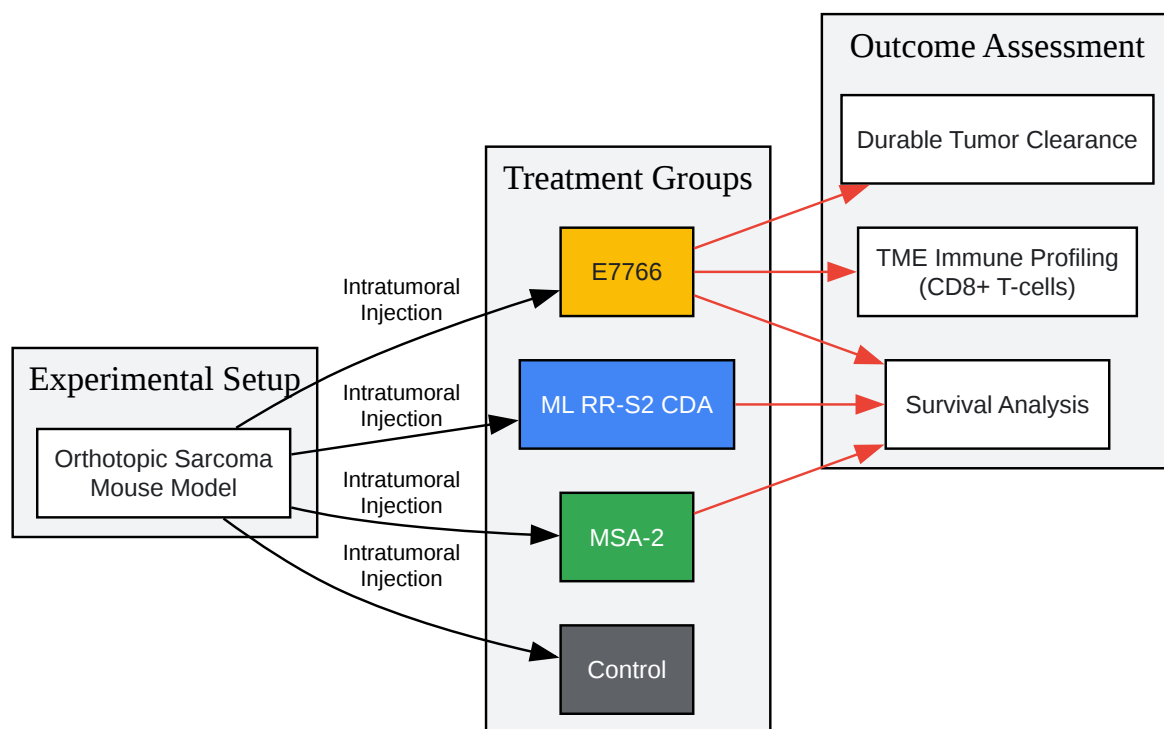 Experimental Setup
Orthotopic Sarcoma
Mouse Model
Intratumoral
Injection
Intratumoral
Injection
Intratumoral
Injection
Intratumoral
Injection
Treatment Groups
E7766
ML RR-S2 CDA
MSA-2
Control
Outcome Assessment
Durable Tumor Clearance
TME Immune Profiling
(CD8+ T-cells)
Survival Analysis